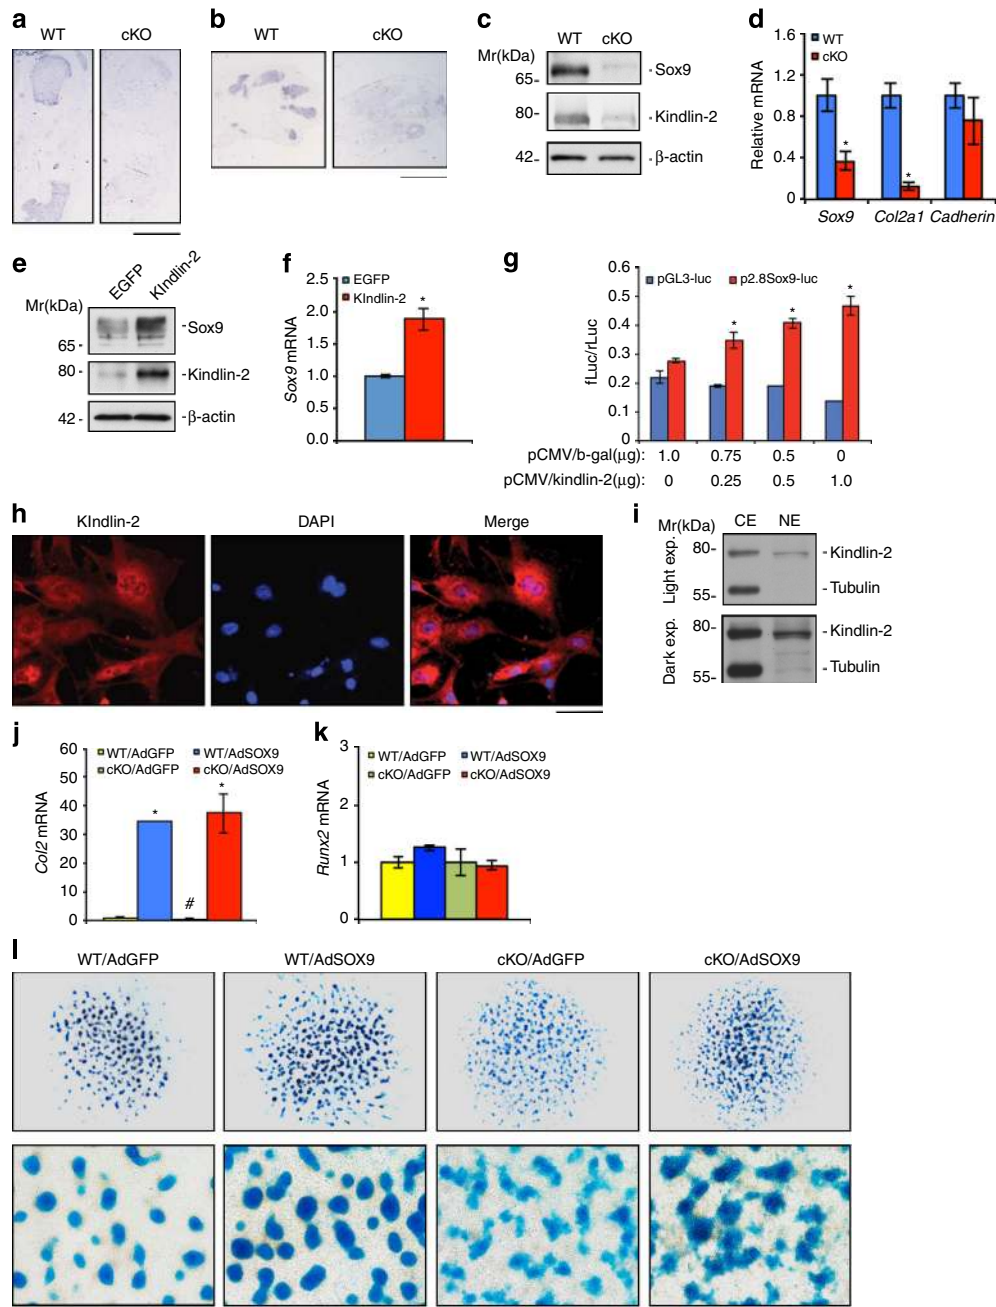 a
WT cKO
b
WT cKO
c
WT cKO
Mr(kDa)
65- Sox9
80- Kindlin-2
42- β-actin
d
WT
cKO
Relative mRNA
1.6
1.2
0.8
0.4
0
* *
Sox9 Col2a1 Cadherin
e
EGFP KIndlin-2
Mr(kDa)
-Sox9
65-
80- -Kindlin-2
42- -β-actin
f
EGFP
KIndlin-2
Sox9 mRNA
2.5
2.0
1.5
1.0
0.5
0.0
*
g
pGL3-luc p2.8Sox9-luc
fLuc/rLuc
0.6
0.5
0.4
0.3
0.2
0.1
0
* * *
pCMV/b-gal(μg): 1.0 0.75 0.5 0
pCMV/kindlin-2(μg): 0 0.25 0.5 1.0
h
KIndlin-2 DAPI Merge
i
Mr(kDa) CE NE
Light exp.
80- -Kindlin-2
55- -Tubulin
Dark exp.
80- -Kindlin-2
55- -Tubulin
j
WT/AdGFP WT/AdSOX9
cKO/AdGFP cKO/AdSOX9
Col2 mRNA
60
50
40
30
20
10
0
* # *
k
WT/AdGFP WT/AdSOX9
cKO/AdGFP cKO/AdSOX9
Runx2 mRNA
3
2
1
0
l
WT/AdGFP WT/AdSOX9 cKO/AdGFP cKO/AdSOX9